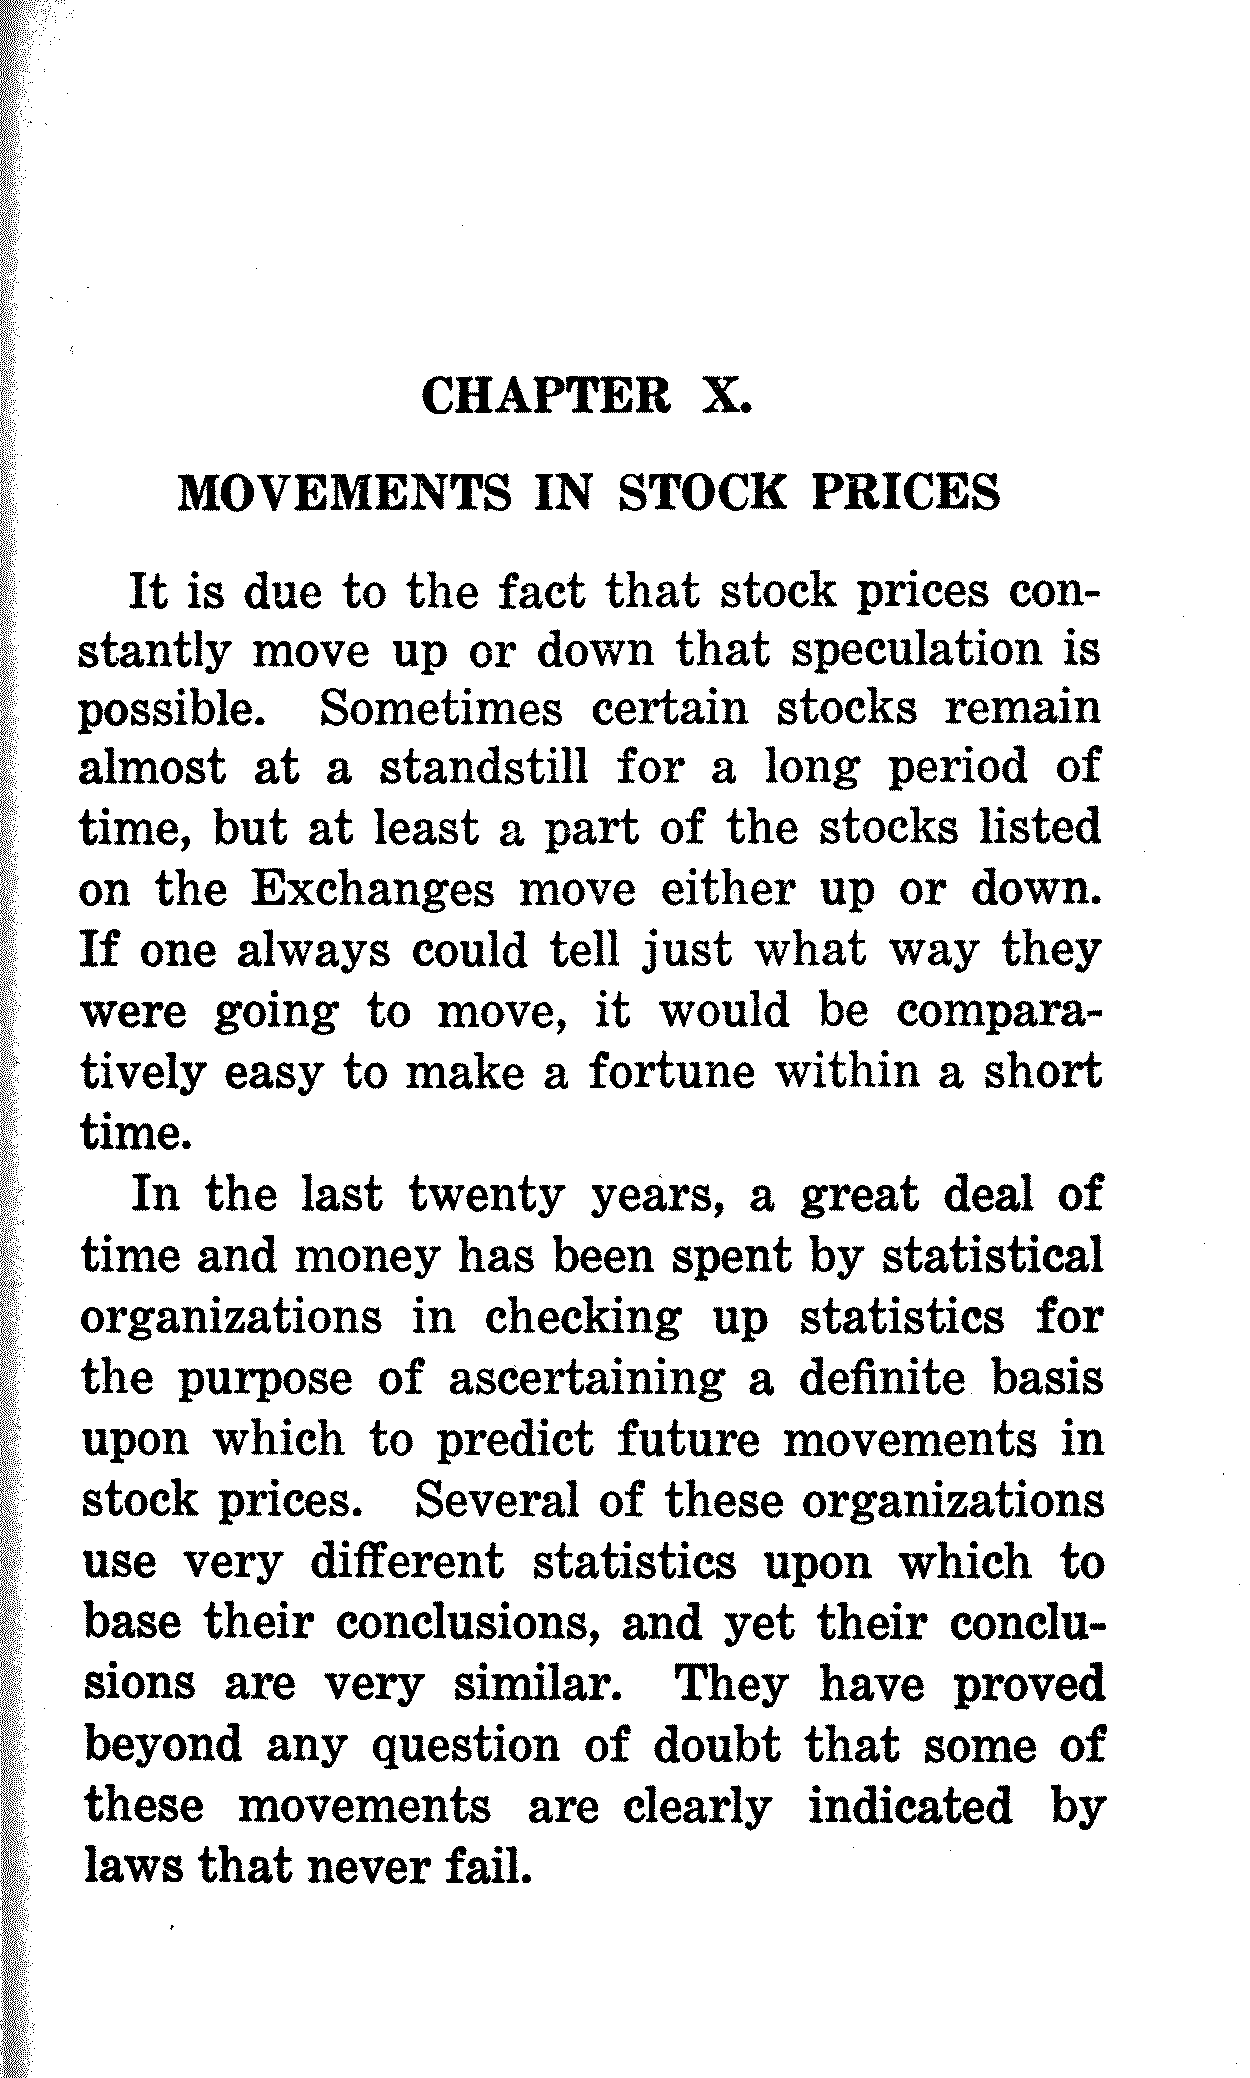 CHAPTER X.
MOVEMENTS IN STOCK PRICES
It is due to the fact that stock prices con-
stantly move up or down that speculation is
possible. Sometimes certain stocks remain
almost at a standstill for a long period of
time, but at least a part of the stocks listed
on the Exchanges move either up or down.
If one always could tell just what way they
were going to move, it would be compara-
tively easy to make a fortune within a short
time.
In the last twenty years, a great deal of
time and money has been spent by statistical
organizations in checking up statistics for
the purpose of ascertaining a definite basis
upon which to predict future movements in
stock prices. Several of these organizations
use very different statistics upon which to
base their conclusions, and yet their conclu-
sions are very similar. They have proved
beyond any question of doubt that some of
these movements are clearly indicated by
laws that never fail.